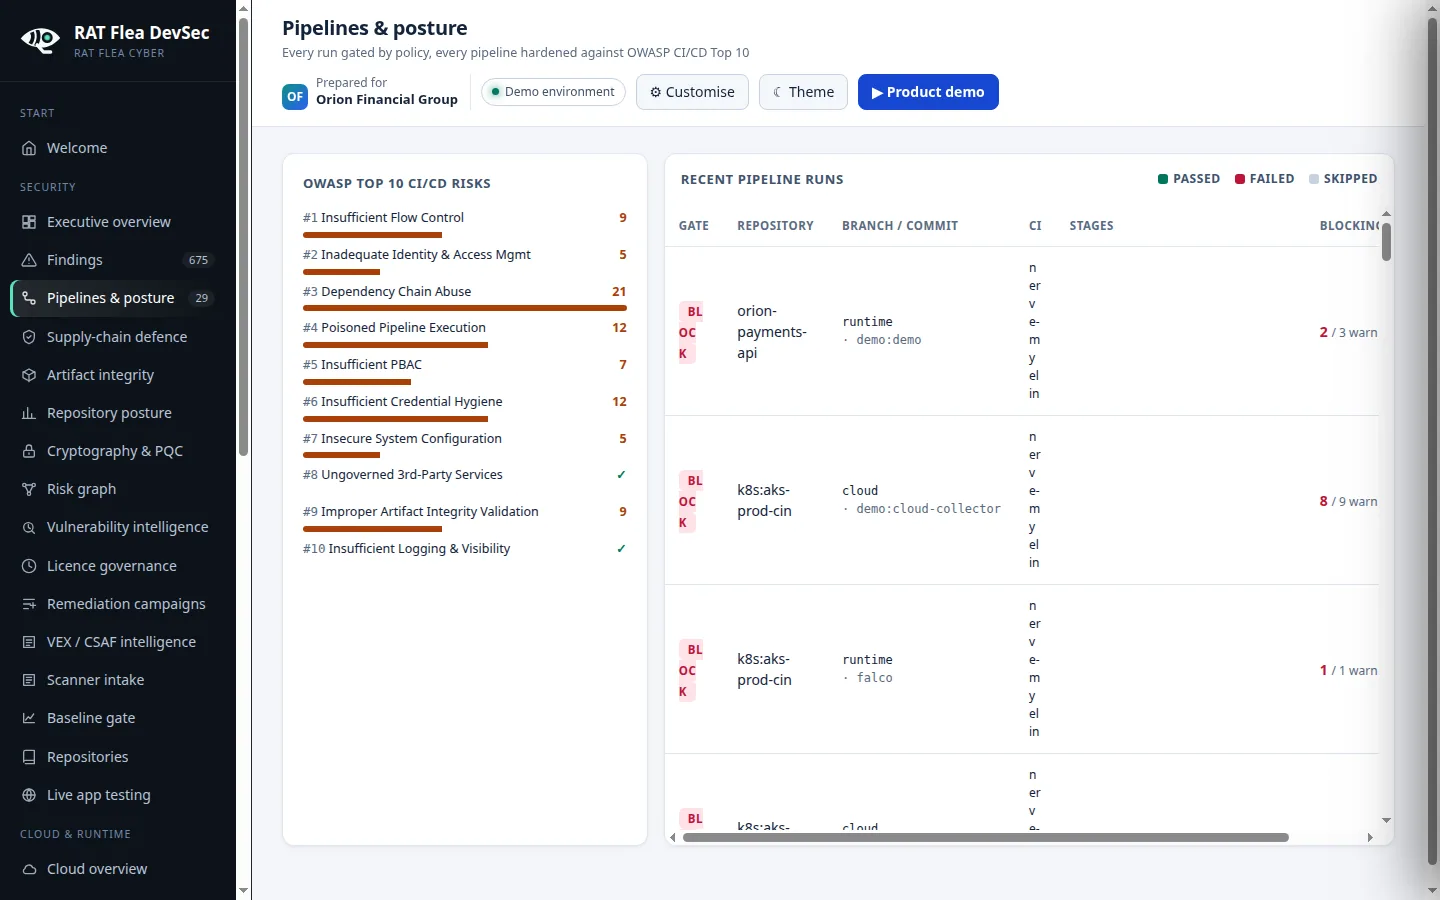 RAT Flea DevSec
RAT FLEA CYBER
START
Welcome
SECURITY
Executive overview
Findings 675
Pipelines & posture 29
Supply-chain defence
Artifact integrity
Repository posture
Cryptography & PQC
Risk graph
Vulnerability intelligence
Licence governance
Remediation campaigns
VEX / CSAF intelligence
Scanner intake
Baseline gate
Repositories
Live app testing
CLOUD & RUNTIME
Cloud overview
Pipelines & posture
Every run gated by policy, every pipeline hardened against OWASP CI/CD Top 10
OF
Prepared for
Orion Financial Group
Demo environment
⚙ Customise
☾ Theme
▶ Product demo
OWASP TOP 10 CI/CD RISKS
#1 Insufficient Flow Control 9
#2 Inadequate Identity & Access Mgmt 5
#3 Dependency Chain Abuse 21
#4 Poisoned Pipeline Execution 12
#5 Insufficient PBAC 7
#6 Insufficient Credential Hygiene 12
#7 Insecure System Configuration 5
#8 Ungoverned 3rd-Party Services ✓
#9 Improper Artifact Integrity Validation 9
#10 Insufficient Logging & Visibility ✓
RECENT PIPELINE RUNS
PASSED FAILED SKIPPED
GATE REPOSITORY BRANCH / COMMIT CI STAGES BLOCKING
BL
OC
K
orion-
payments-
api
runtime
· demo:demo
n
er
v
e-
m
y
el
in
2 / 3 warn
BL
OC
K
k8s:aks-
prod-cin
cloud
· demo:cloud-collector
n
er
v
e-
m
y
el
in
8 / 9 warn
BL
OC
K
k8s:aks-
prod-cin
runtime
· falco
n
er
v
e-
m
y
el
in
1 / 1 warn
BL
k8s:aks-
cloud
n
er
v
e-